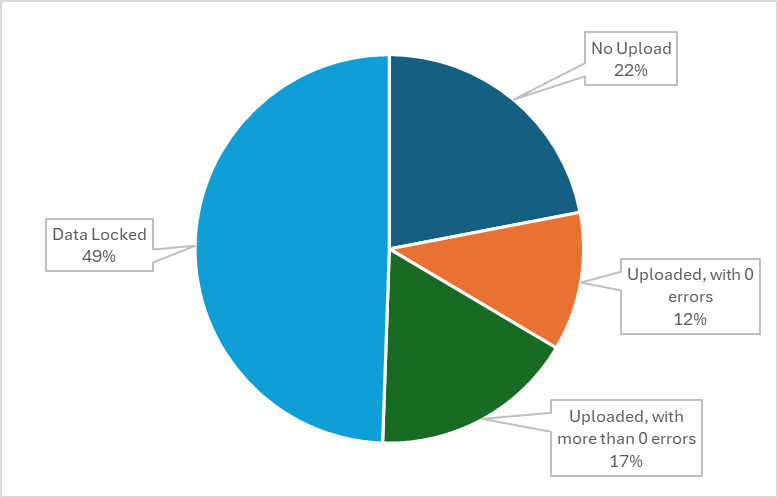 No Upload
22%
Data Locked
49%
Uploaded, with 0
errors
12%
Uploaded, with
more than 0 errors
17%